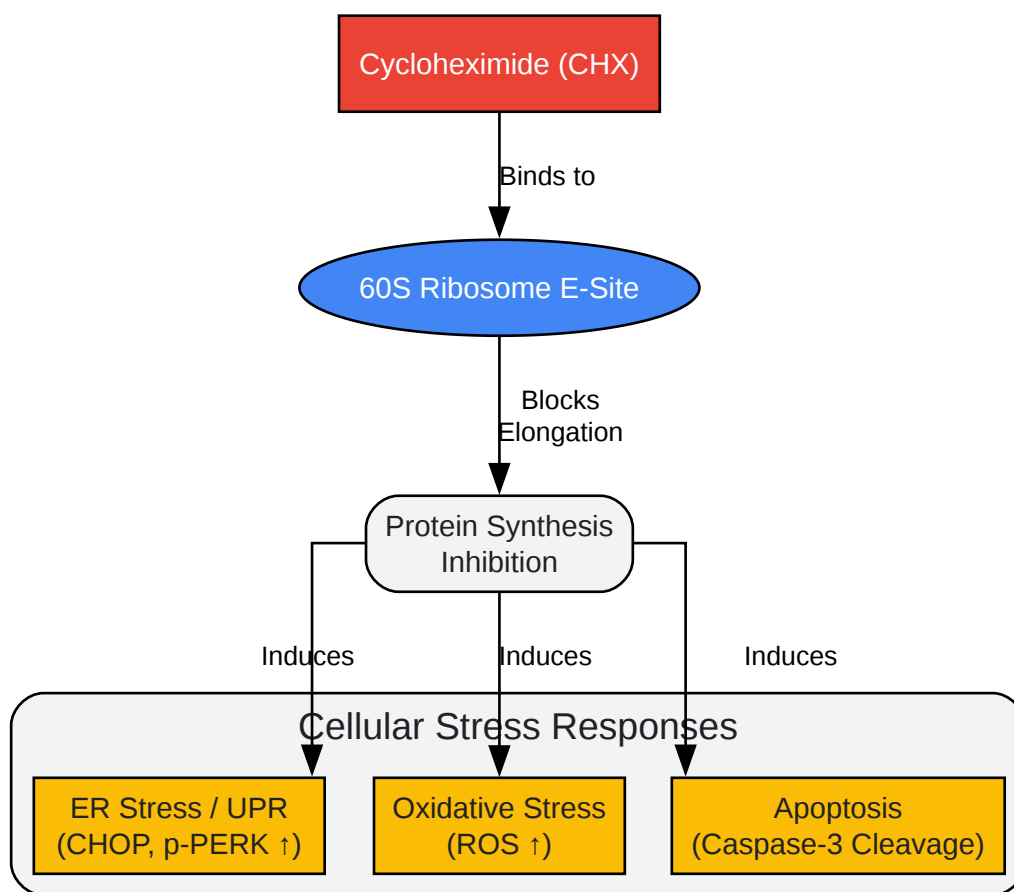 Cycloheximide (CHX)
Binds to
60S Ribosome E-Site
Blocks
Elongation
Protein Synthesis
Inhibition
Induces
Induces
Induces
Cellular Stress Responses
ER Stress / UPR
(CHOP, p-PERK ↑)
Oxidative Stress
(ROS ↑)
Apoptosis
(Caspase-3 Cleavage)